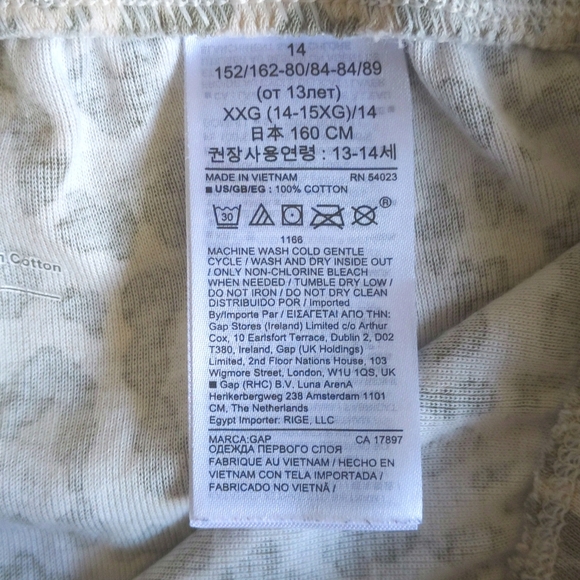 14
152/162-80/84-84/89
(от 13лет)
XXG (14-15XG)/14
日本 160 CM
권장사용연령 : 13-14세
MADE IN VIETNAM RN 54023
■ US/GB/EG : 100% COTTON
30
®
1166
MACHINE WASH COLD GENTLE
CYCLE / WASH AND DRY INSIDE OUT
/ ONLY NON-CHLORINE BLEACH
WHEN NEEDED / TUMBLE DRY LOW /
DO NOT IRON / DO NOT DRY CLEAN
DISTRIBUIDO POR / Imported
By/Importe Par / ΕΙΣΑΓΕΤΑΙ ΑΠΟ ΤΗΝ:
Gap Stores (Ireland) Limited c/o Arthur
Cox, 10 Earlsfort Terrace, Dublin 2, D02
T380, Ireland, Gap (UK Holdings)
Limited, 2nd Floor Nations House, 103
Wigmore Street, London, W1U 1QS, UK
■ Gap (RHC) B.V. Luna ArenA
Herikerbergweg 238 Amsterdam 1101
CM, The Netherlands
Egypt Importer: RIGE, LLC
MARCA:GAP CA 17897
ОДЕЖДА ПЕРВОГО СЛОЯ
FABRIQUE AU VIETNAM / HECHO EN
VIETNAM CON TELA IMPORTADA /
FABRICADO NO VIETNÃ /
Cotton